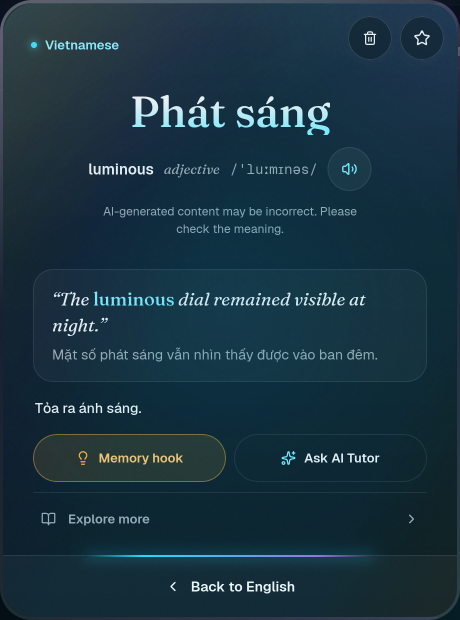 Vietnamese
Phát sáng
luminous adjective /ˈluːmɪnəs/
AI-generated content may be incorrect. Please
check the meaning.
“The luminous dial remained visible at
night.”
Mặt số phát sáng vẫn nhìn thấy được vào ban đêm.
Tỏa ra ánh sáng.
Memory hook
Ask AI Tutor
Explore more
Back to English